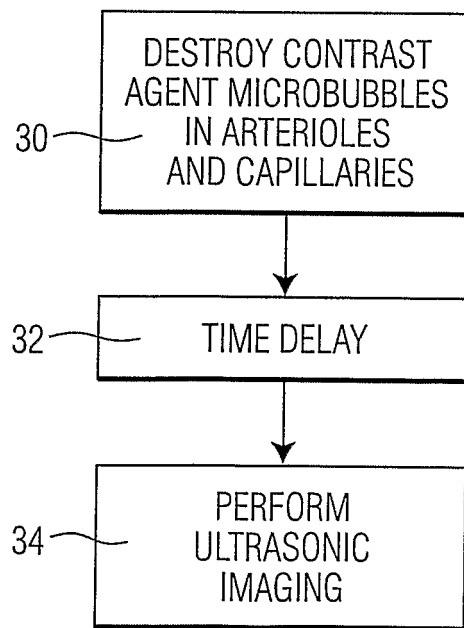 DESTROY CONTRAST
AGENT MICROBUBBLES
IN ARTERIOLES
AND CAPILLARIES
30
TIME DELAY
32
PERFORM
ULTRASONIC
IMAGING
34